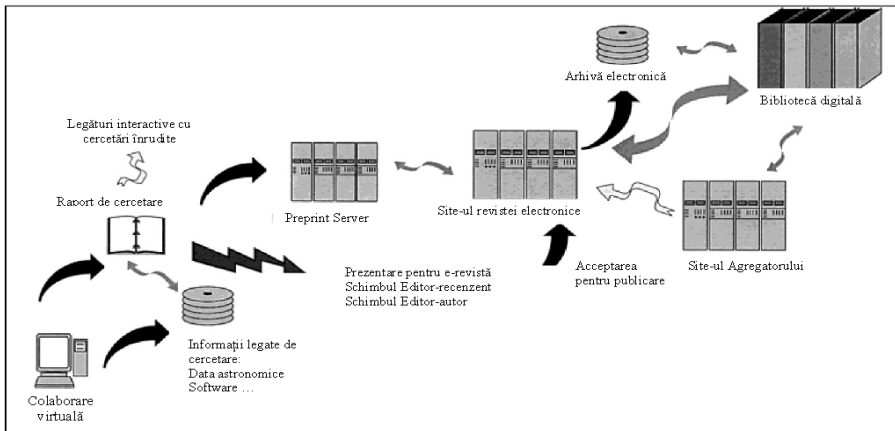 Arhivă electronică
Bibliotecă digitală
Legături interactive cu
cercetări înrudite
Raport de cercetare
Preprint Server
Site-ul revistei electronice
Site-ul Agregatorului
Prezentare pentru e-revistă
Schimbul Editor-recenzent
Schimbul Editor-autor
Acceptarea
pentru publicare
Informații legate de
cercetare:
Data astronomice
Software …
Colaborare
virtuală